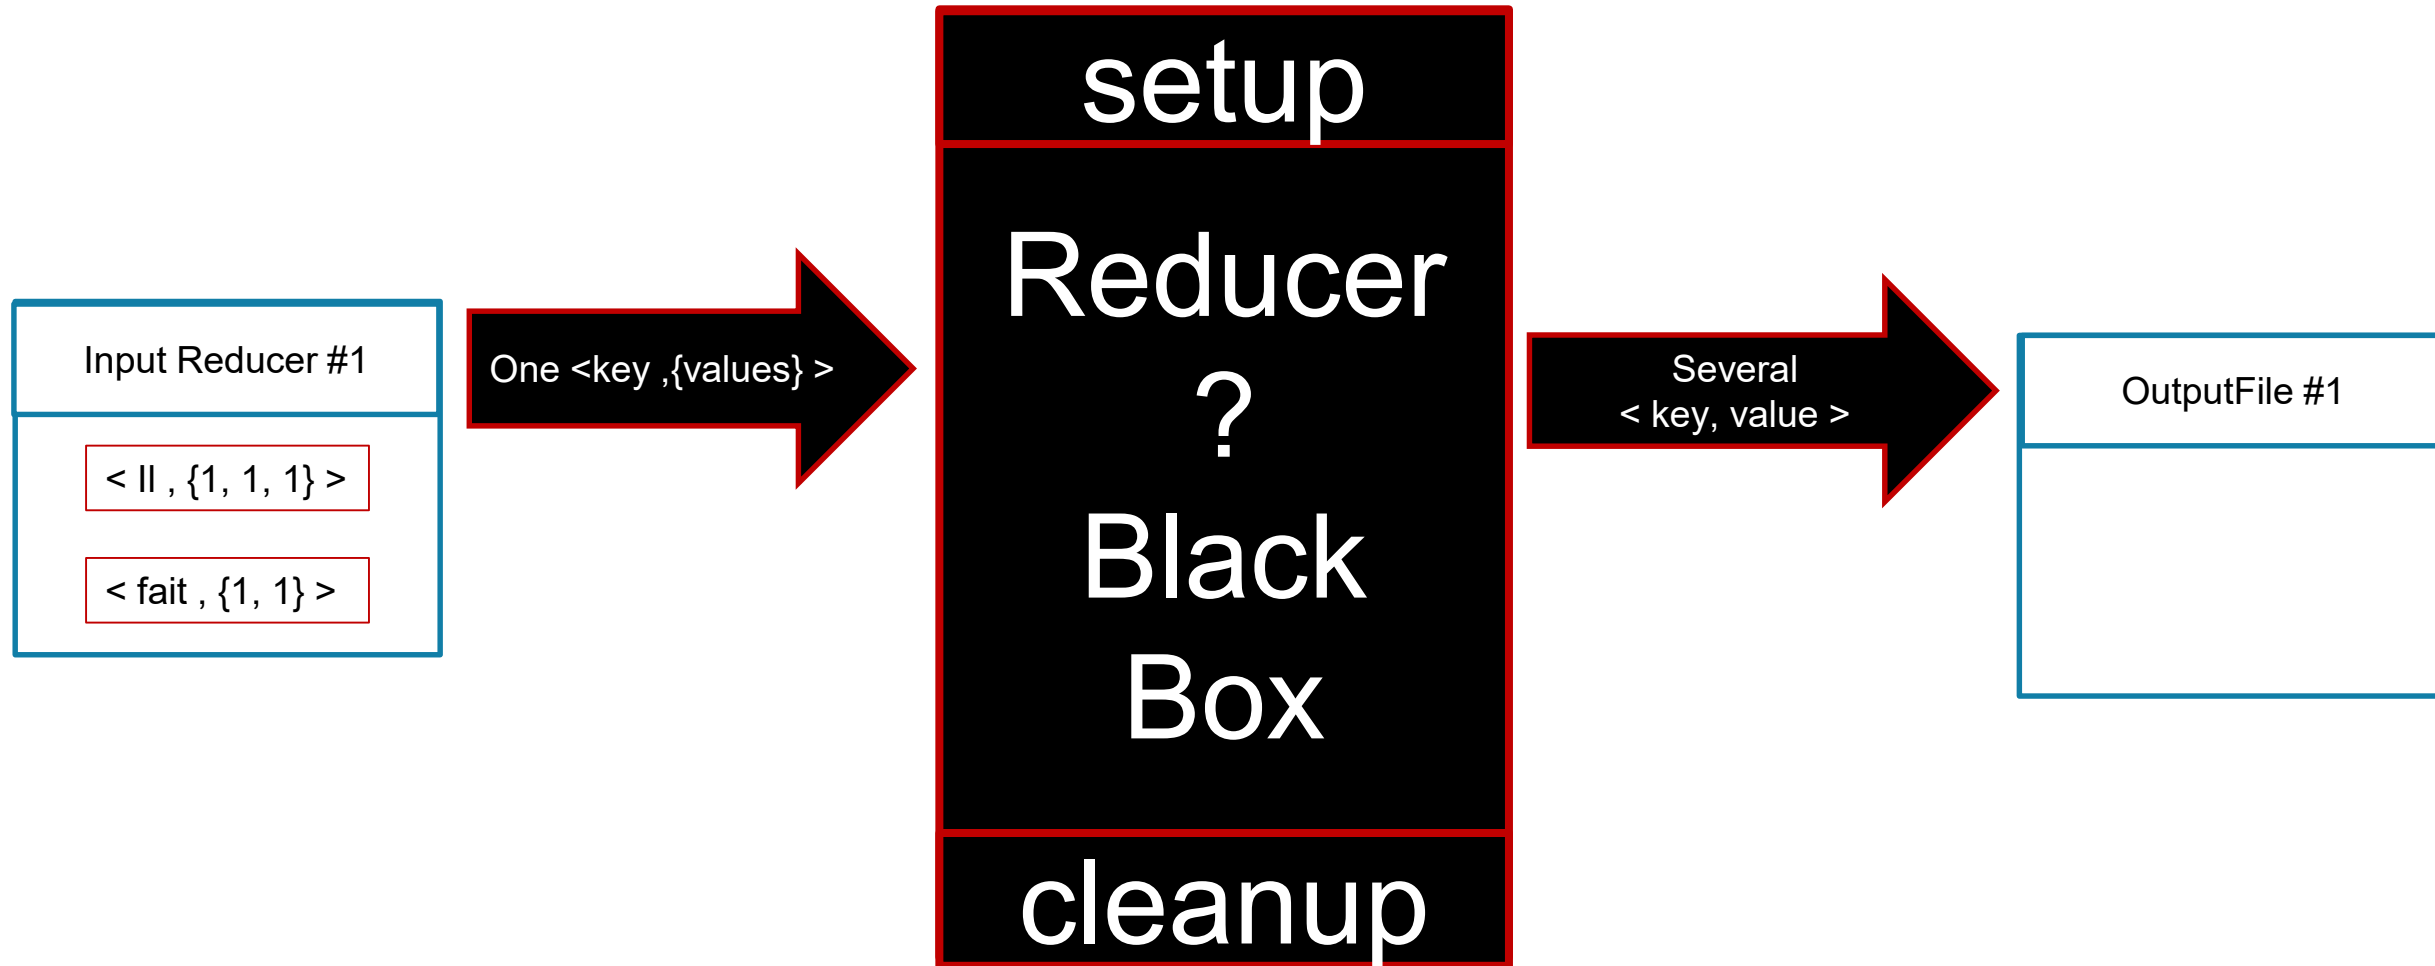 setup
Input Reducer #1
< Il , {1, 1, 1} >
< fait , {1, 1} >
One <key ,{values} >
Reducer
?
Black
Box
cleanup
Several
< key, value >
OutputFile #1